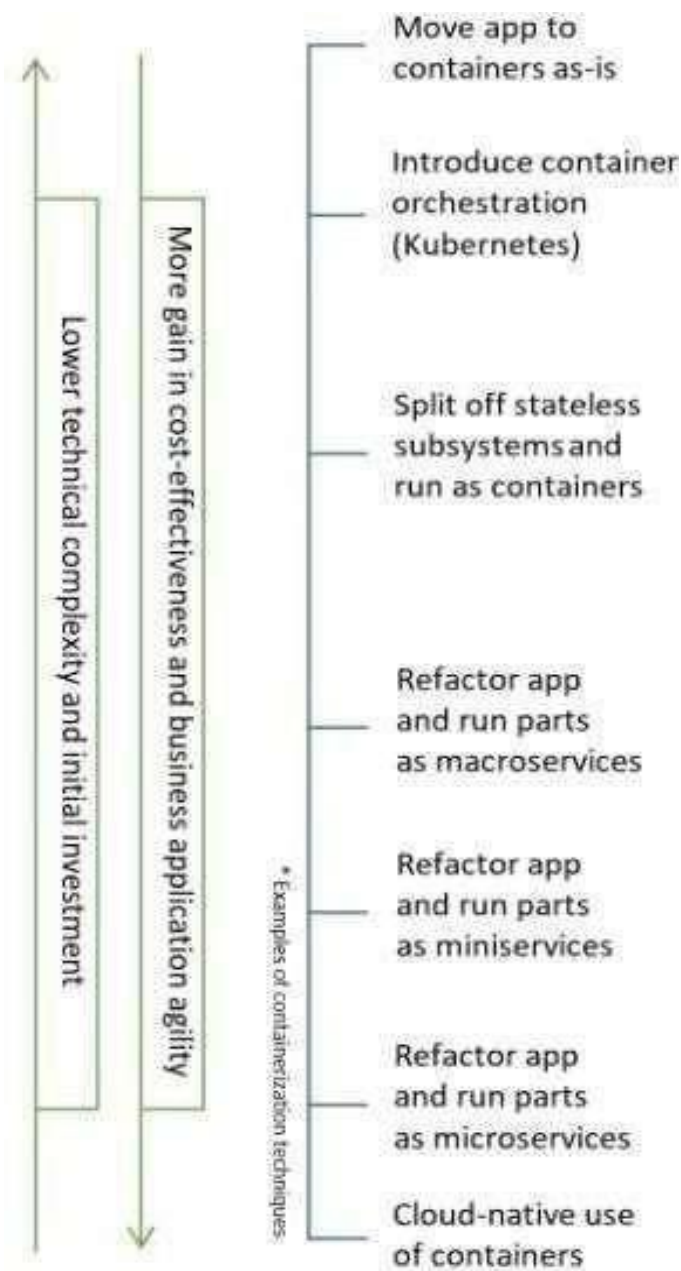 Move app to
containers as-is
Introduce container
orchestration
(Kubernetes)
Split off stateless
subsystems and
run as containers
Refactor app
and run parts
as macroservices
Refactor app
and run parts
as miniservices
Refactor app
and run parts
as microservices
Cloud-native use
of containers
Lower technical complexity and initial investment
More gain in cost-effectiveness and business application agility
* Examples of containerization techniques